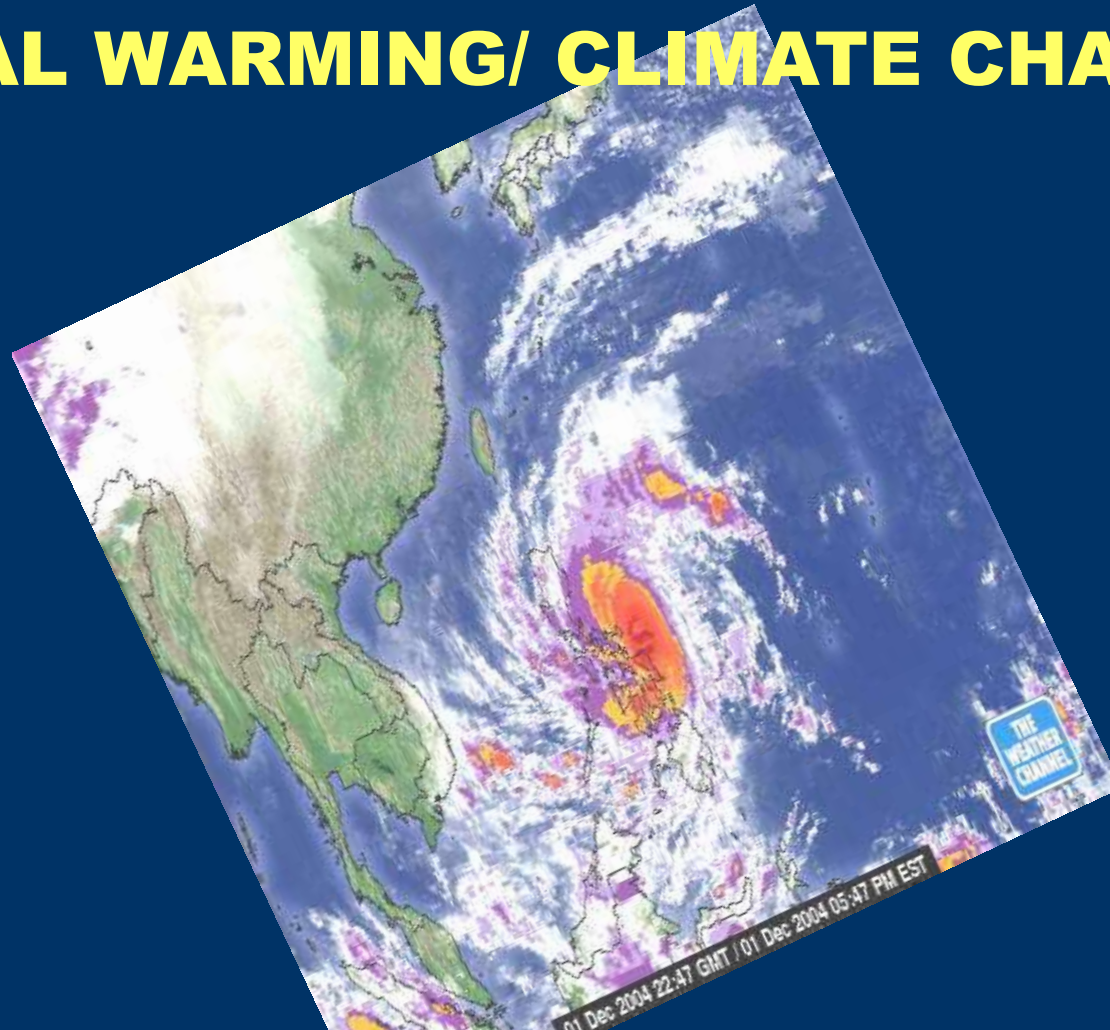 AL WARMING/ CLIMATE CHA
THE
WEATHER
CHANNEL
01 Dec 2004 22:47 GMT / 01 Dec 2004 05:47 PM EST